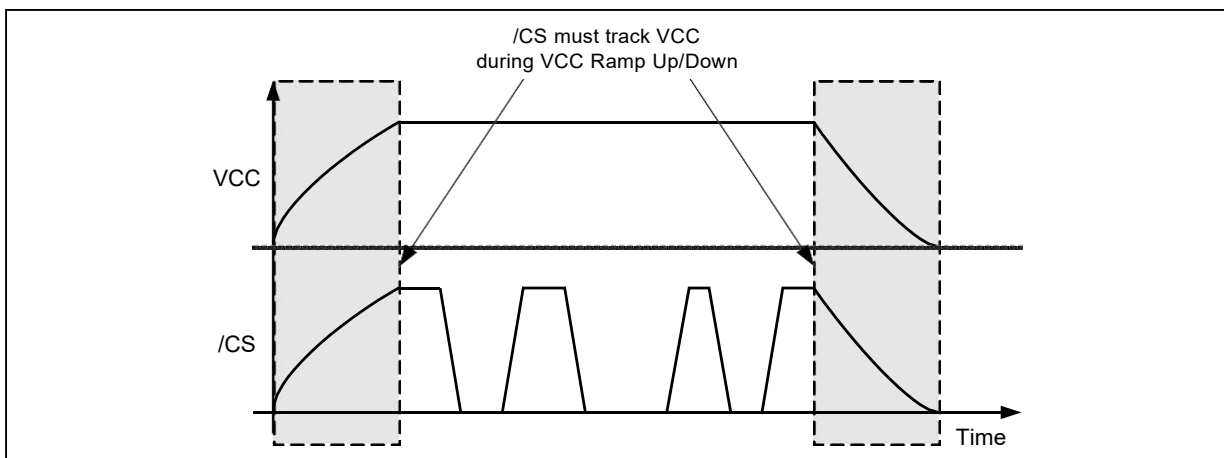 /CS must track VCC
during VCC Ramp Up/Down
VCC
/CS
Time